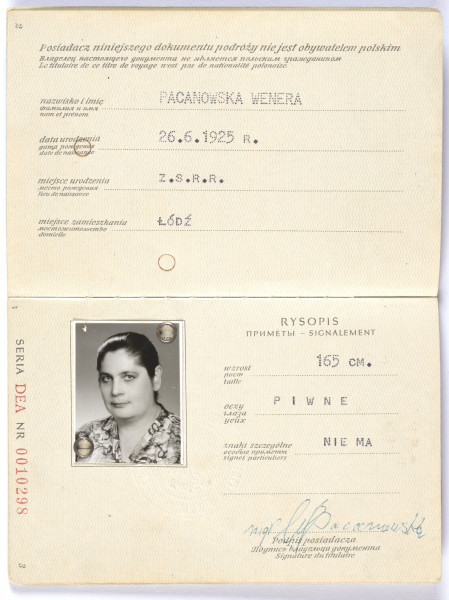 Posiadacz niniejszego dokumentu podróży nie jest obywatelem polskim
Владелец настоящего документа не является польским гражданином
Le titulaire de ce titre de voyage n'est pas de nationalité polonaise
nazwisko i imię PACANOWSKA WENERA
фамилия и имя
nom et prénom
data urodzenia 26.6.1925 R.
дата рождения
date de naissance
miejsce urodzenia Z.S.R.R.
место рождения
lieu de naissance
miejsce zamieszkania ŁÓDŹ
местожительство
domicile
RYSOPIS
ПРИМЕТЫ – SIGNALEMENT
wzrost 165 CM.
рост
taille
oczy PIWNE
глаза
yeux
znaki szczególne NIE MA
особые приметы
signes particuliers
SERIA DEA NR 0010298
mgr Pacanowska
Podpis posiadacza
Подпись владельца документа
Signature du titulaire